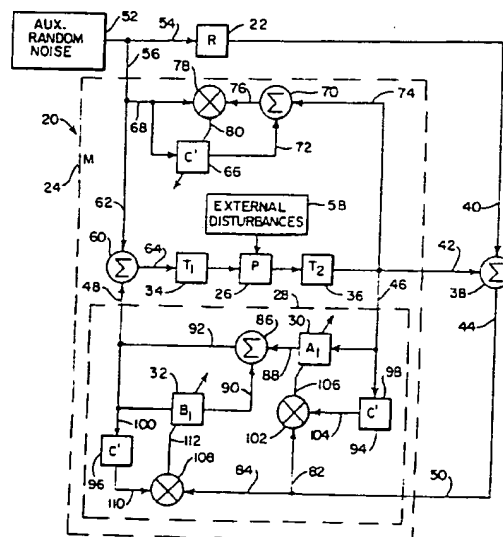 AUX.
RANDOM
NOISE
52
54
R
22
56
78
76
Σ
70
74
20
M
24
68
80
72
C'
66
EXTERNAL
DISTURBANCES
58
62
40
60
Σ
64
T₁
P
T₂
42
Σ
34
26
36
38
48
28
46
44
92
86
30
Σ
88
A₁
32
90
106
98
B₁
C'
100
102
104
94
C'
112
108
96
84
82
50
110